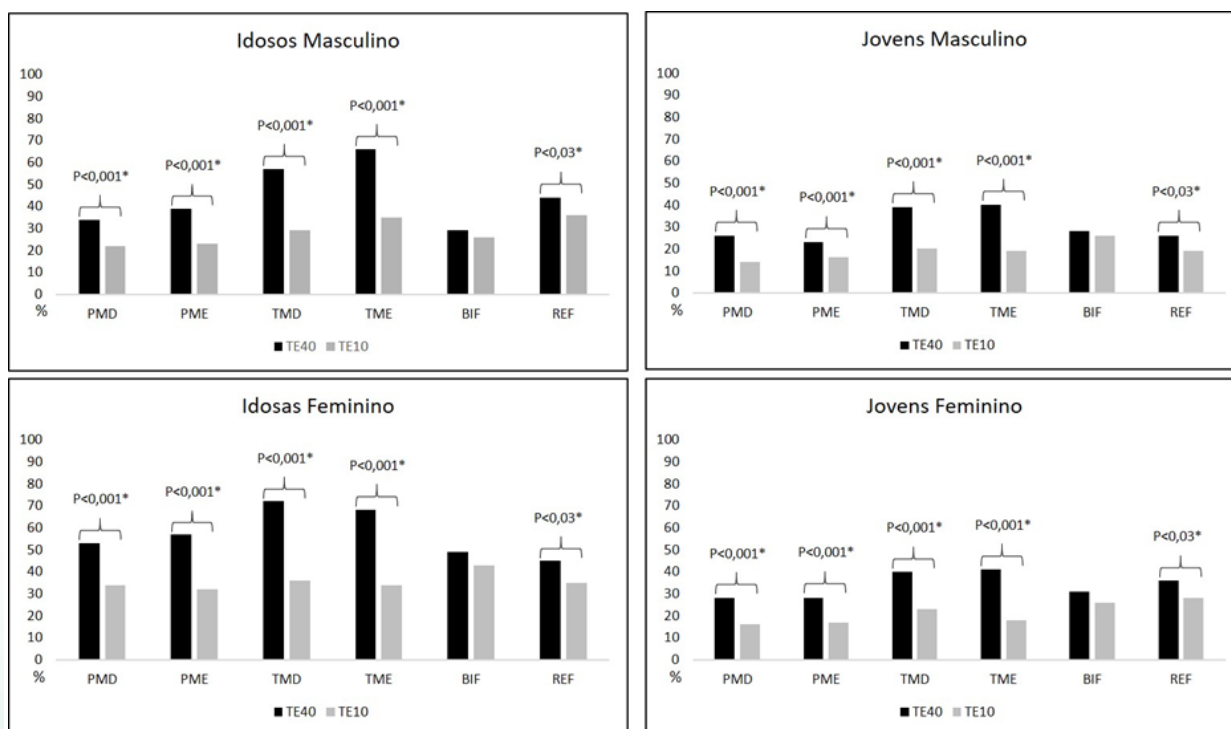 Idosos Masculino
100
90
80
70
60
50
40
30
20
10
0
%
P<0,001*
P<0,001*
P<0,001*
P<0,001*
P<0,03*
PMD PME TMD TME BIF REF
TE40 TE10
Jovens Masculino
100
90
80
70
60
50
40
30
20
10
0
%
P<0,001*
P<0,001*
P<0,001*
P<0,001*
P<0,03*
PMD PME TMD TME BIF REF
TE40 TE10
Idosas Feminino
100
90
80
70
60
50
40
30
20
10
0
%
P<0,001*
P<0,001*
P<0,001*
P<0,001*
P<0,03*
PMD PME TMD TME BIF REF
TE40 TE10
Jovens Feminino
100
90
80
70
60
50
40
30
20
10
0
%
P<0,001*
P<0,001*
P<0,001*
P<0,001*
P<0,03*
PMD PME TMD TME BIF REF
TE40 TE10